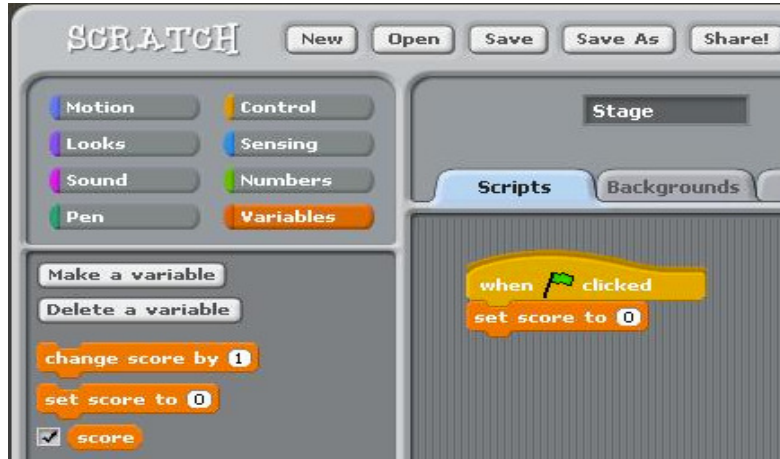 SCRATCH New Open Save Save As Share!
Motion Control
Looks Sensing
Sound Numbers
Pen Variables
Make a variable
Delete a variable
change score by 1
set score to 0
score
Stage
Scripts Backgrounds
when clicked
set score to 0